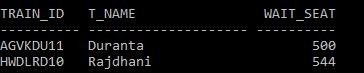 TRAIN_ID   T_NAME                WAIT_SEAT
---------- -------------------- ----------
AGVKDU11   Duranta                     500
HWDLRD10   Rajdhani                    544